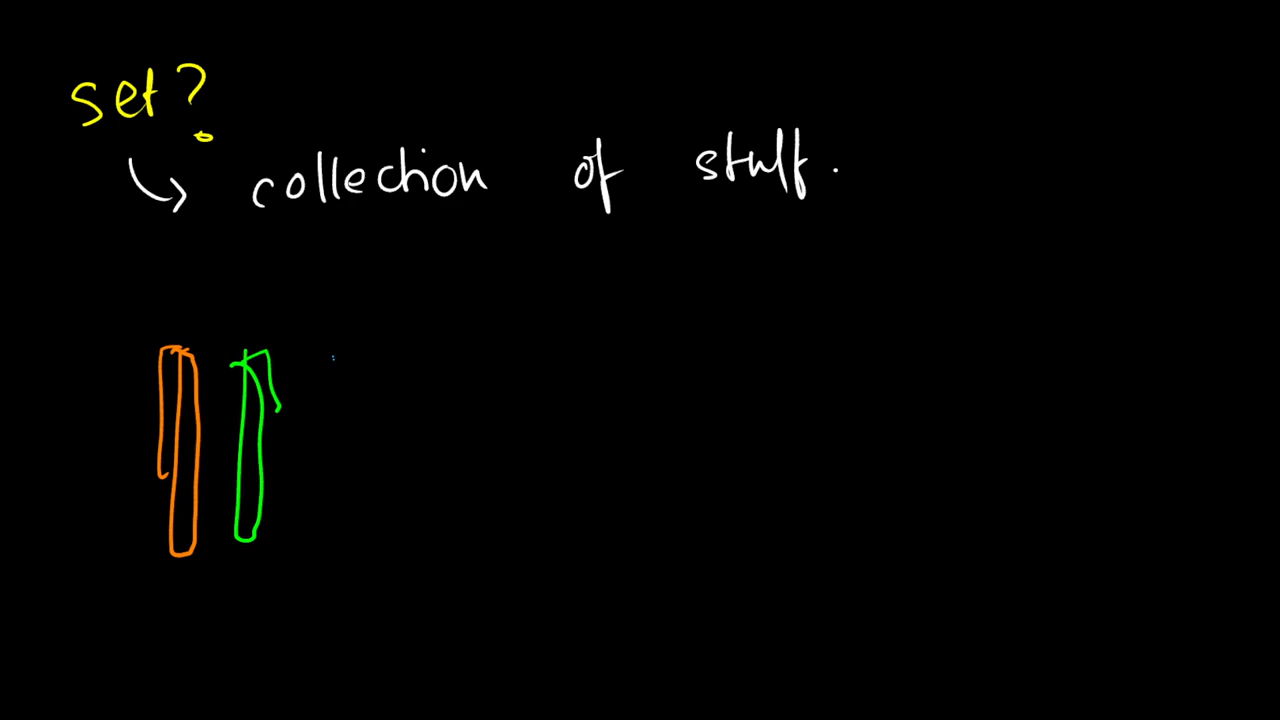 set?
↳ collection of stuff.